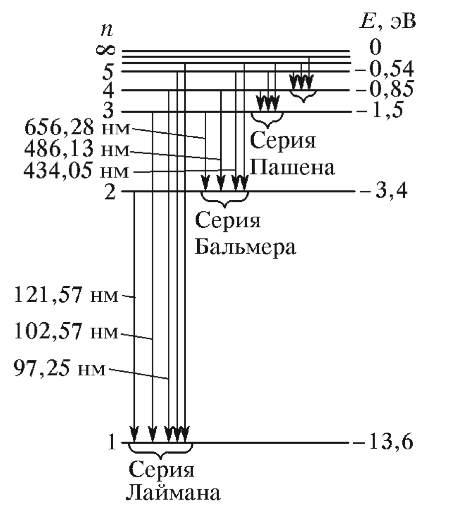 n
E, эВ
∞
0
5
−0,54
4
−0,85
3
−1,5
656,28 нм
486,13 нм
434,05 нм
Серия
Пашена
2
−3,4
Серия
Бальмера
121,57 нм
102,57 нм
97,25 нм
1
−13,6
Серия
Лаймана